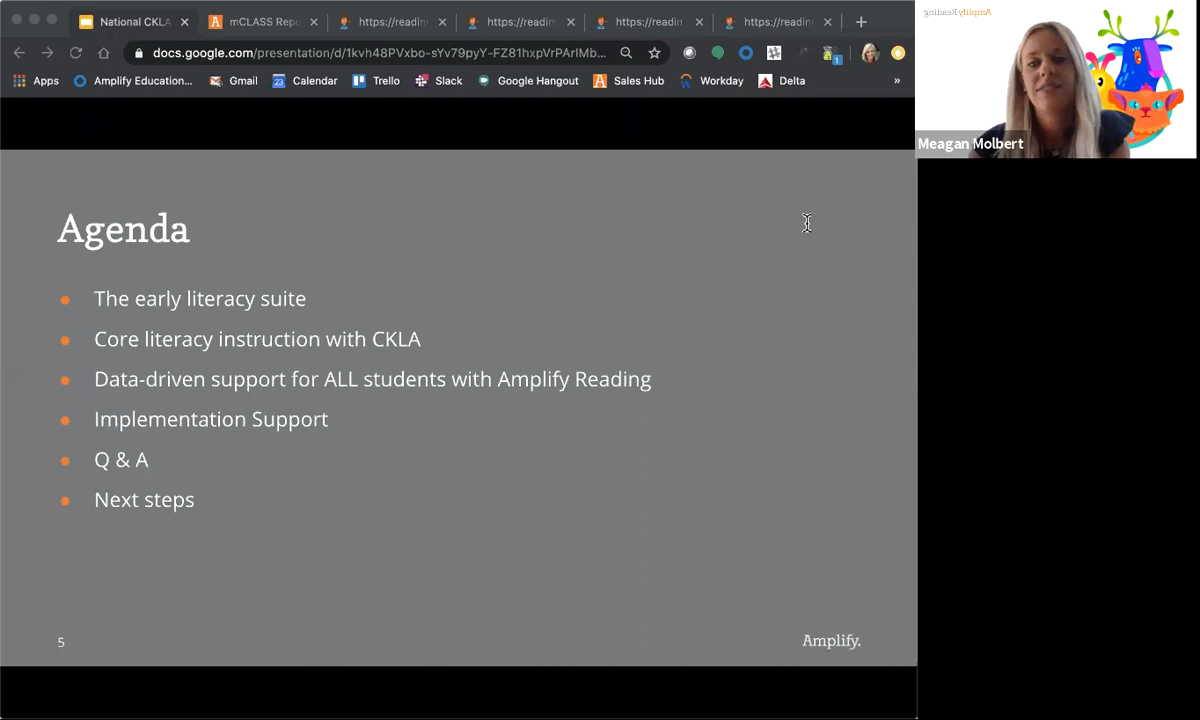 National CKLA
mCLASS Repo
https://readin
https://readin
https://readin
https://readin
docs.google.com/presentation/d/1kvh48PVxbo-sYv79pyY-FZ81hxpVrPArIMb...
1
Apps
Amplify Education...
Gmail
23
Calendar
Trello
Slack
Google Hangout
Sales Hub
Workday
Delta
»
AmplifyReading
Meagan Molbert
Agenda
• The early literacy suite
• Core literacy instruction with CKLA
• Data-driven support for ALL students with Amplify Reading
• Implementation Support
• Q & A
• Next steps
5
Amplify.